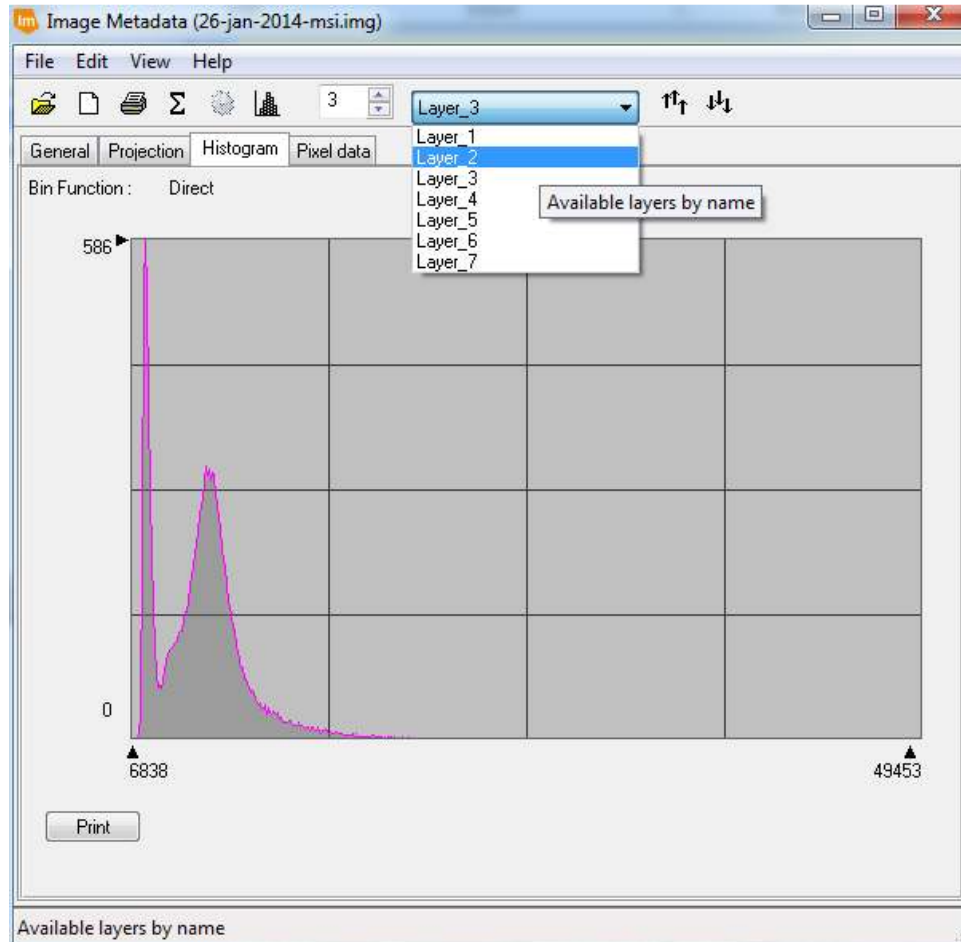 Im Image Metadata (26-jan-2014-msi.img)
File Edit View Help
Σ 3 Layer_3
General Projection Histogram Pixel data
Layer_1
Layer_2
Layer_3
Layer_4
Layer_5
Layer_6
Layer_7
Available layers by name
Bin Function : Direct
586
0
6838 49453
Print
Available layers by name